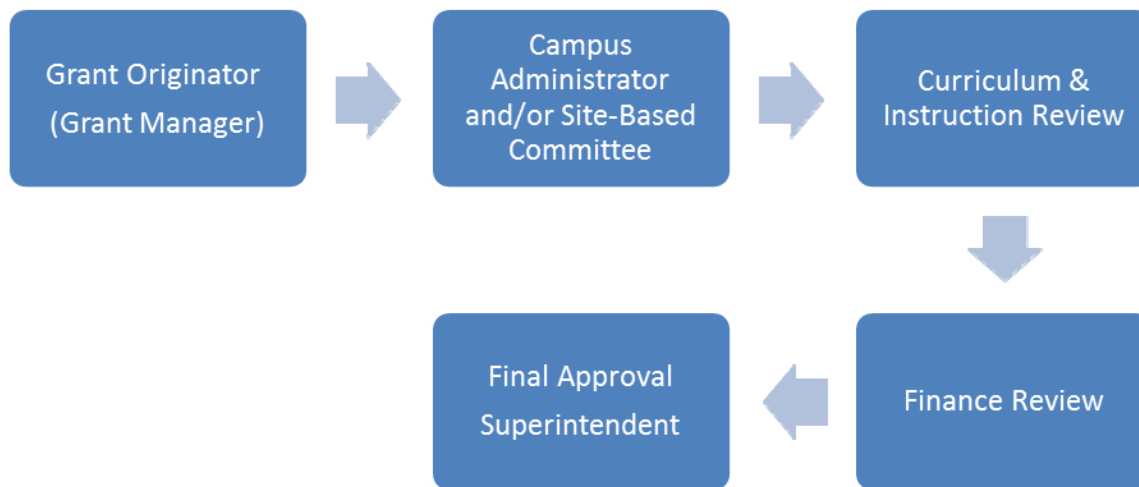 Grant Originator
(Grant Manager)
Campus
Administrator
and/or Site-Based
Committee
Curriculum &
Instruction Review
Finance Review
Final Approval
Superintendent